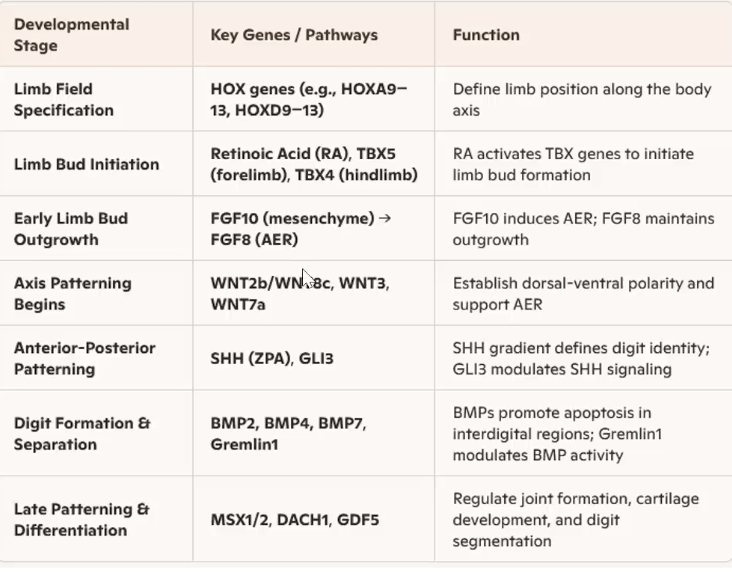 Developmental
Stage
Key Genes / Pathways
Function
Limb Field
Specification
HOX genes (e.g., HOXA9–
13, HOXD9–13)
Define limb position along the body
axis
Limb Bud Initiation
Retinoic Acid (RA), TBX5
(forelimb), TBX4 (hindlimb)
RA activates TBX genes to initiate
limb bud formation
Early Limb Bud
Outgrowth
FGF10 (mesenchyme) →
FGF8 (AER)
FGF10 induces AER; FGF8 maintains
outgrowth
Axis Patterning
Begins
WNT2b/ WNT3,
WNT7a
Establish dorsal-ventral polarity and
support AER
Anterior-Posterior
Patterning
SHH (ZPA), GLI3
SHH gradient defines digit identity;
GLI3 modulates SHH signaling
Digit Formation &
Separation
BMP2, BMP4, BMP7,
Gremlin1
BMPs promote apoptosis in
interdigital regions; Gremlin1
modulates BMP activity
Late Patterning &
Differentiation
MSX1/2, DACH1, GDF5
Regulate joint formation, cartilage
development, and digit
segmentation